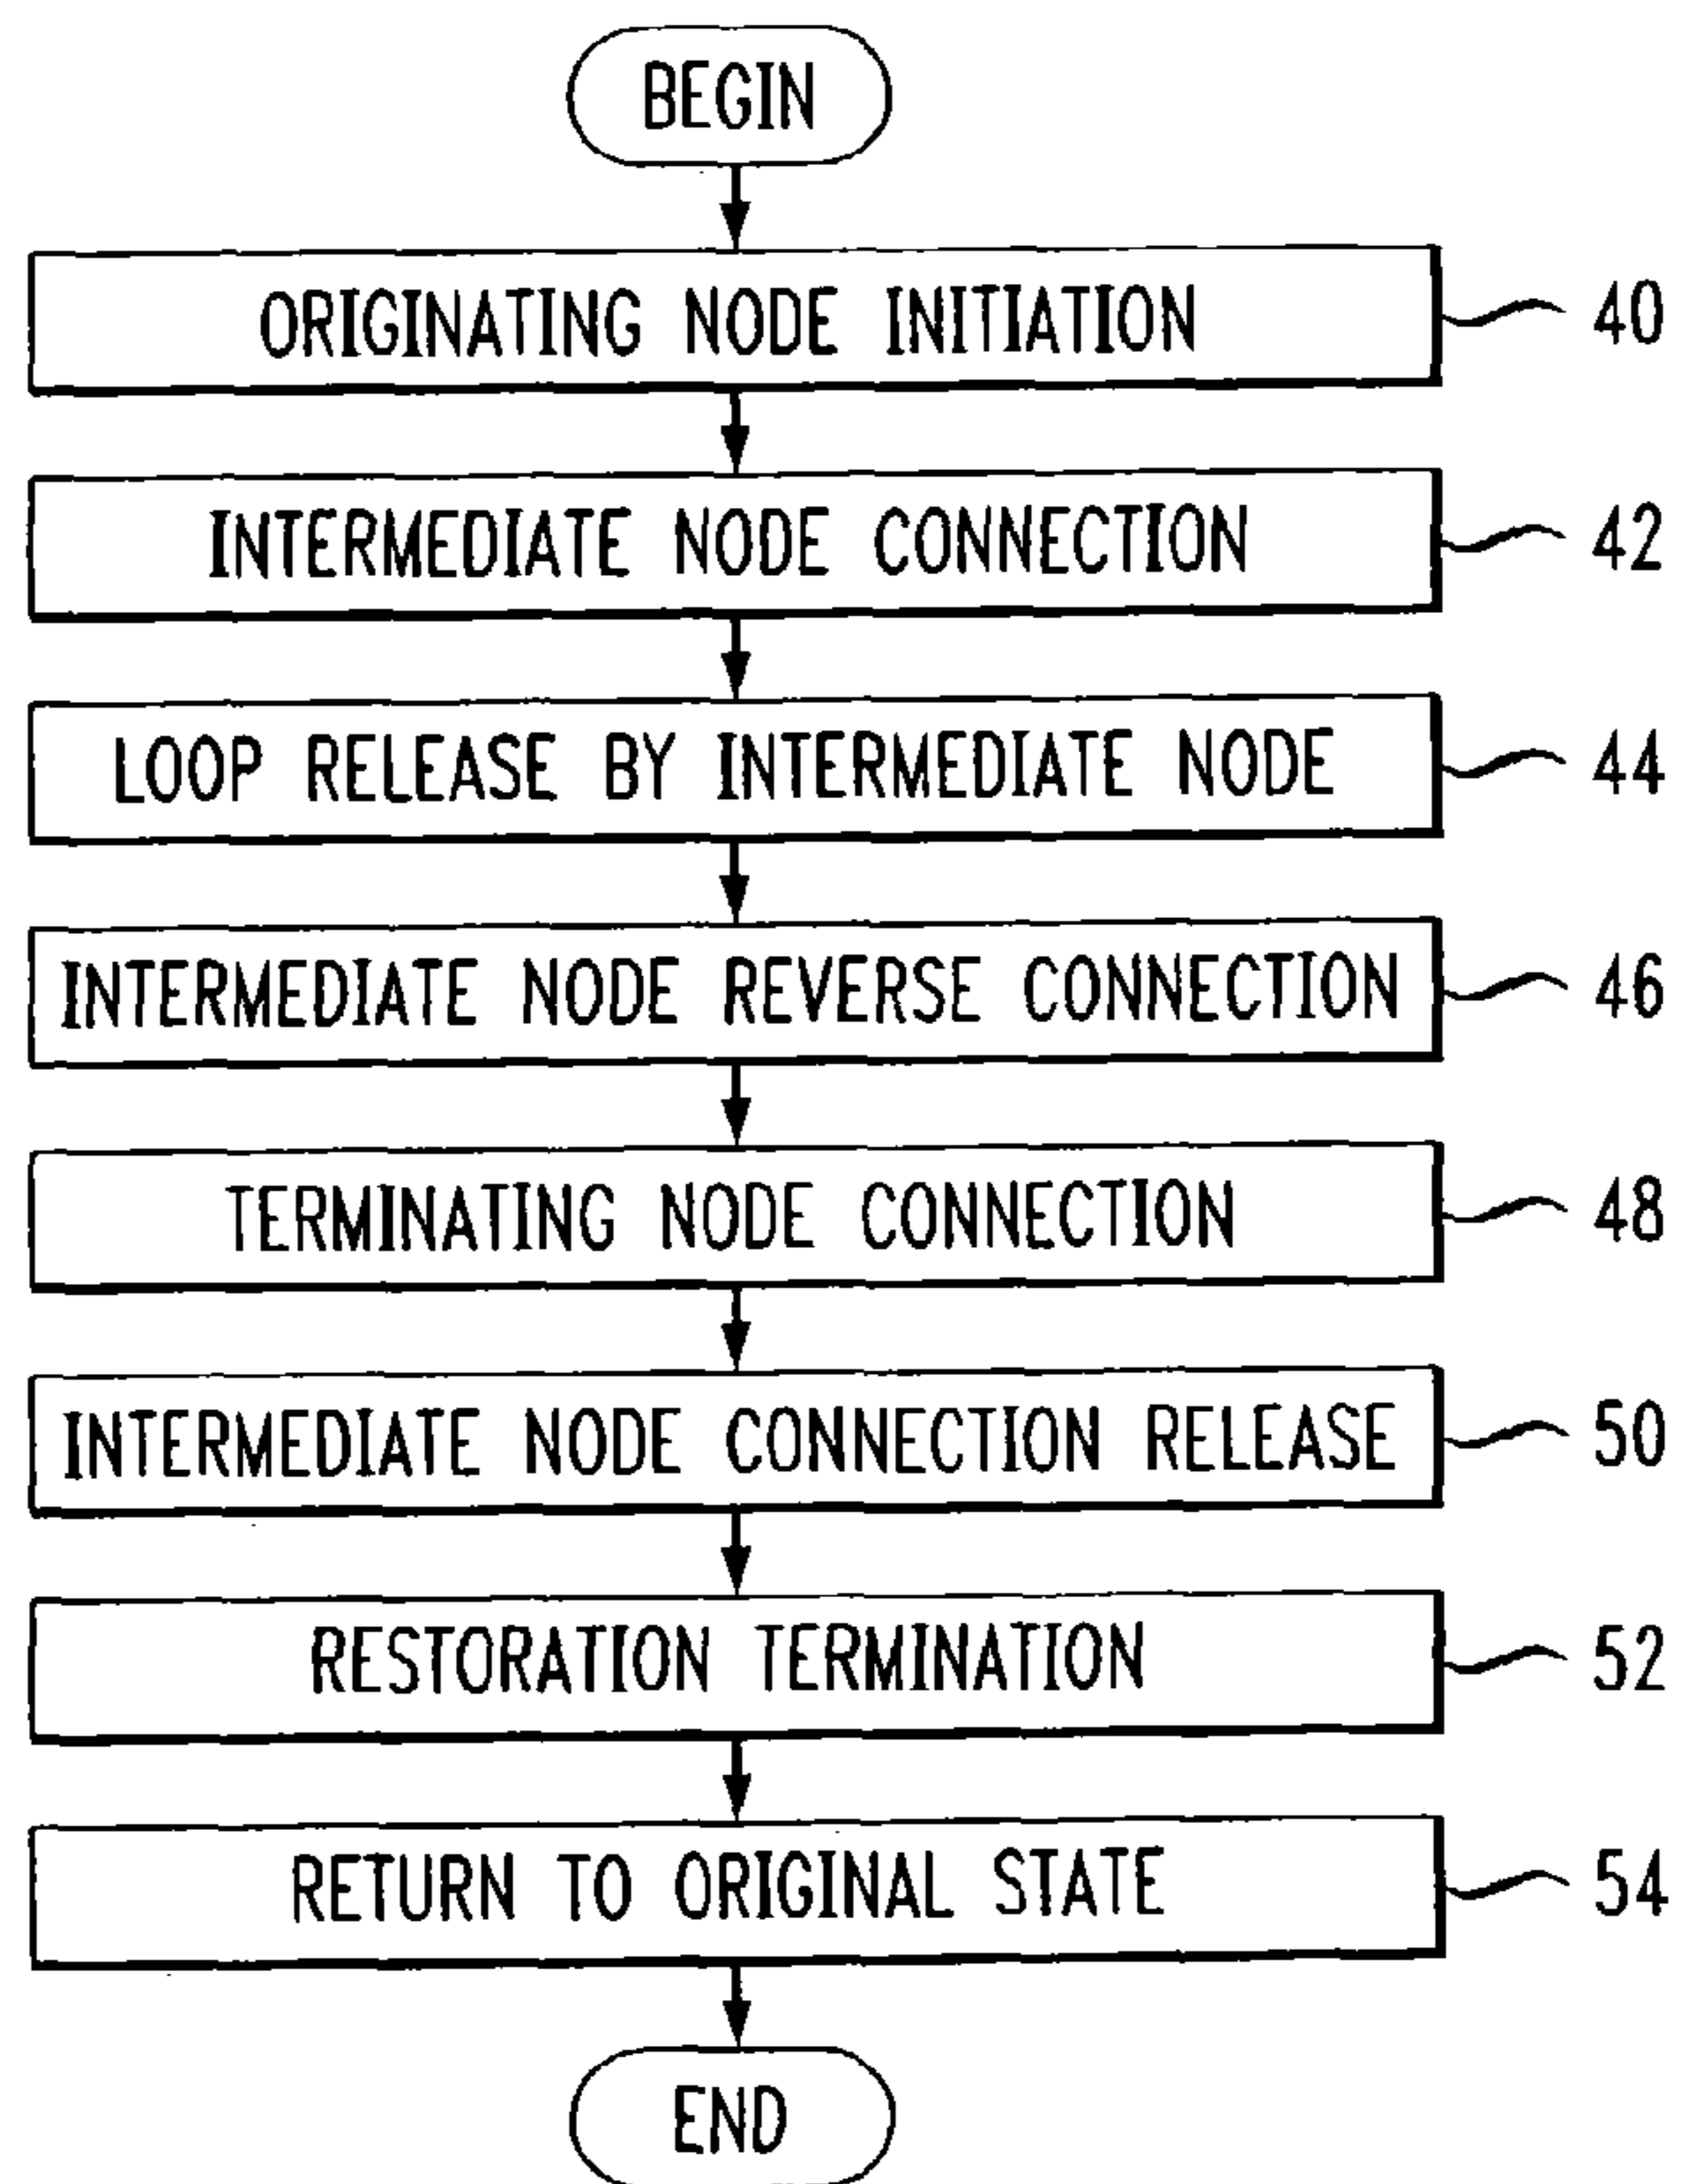 BEGIN
ORIGINATING NODE INITIATION 40
INTERMEDIATE NODE CONNECTION 42
LOOP RELEASE BY INTERMEDIATE NODE 44
INTERMEDIATE NODE REVERSE CONNECTION 46
TERMINATING NODE CONNECTION 48
INTERMEDIATE NODE CONNECTION RELEASE 50
RESTORATION TERMINATION 52
RETURN TO ORIGINAL STATE 54
END